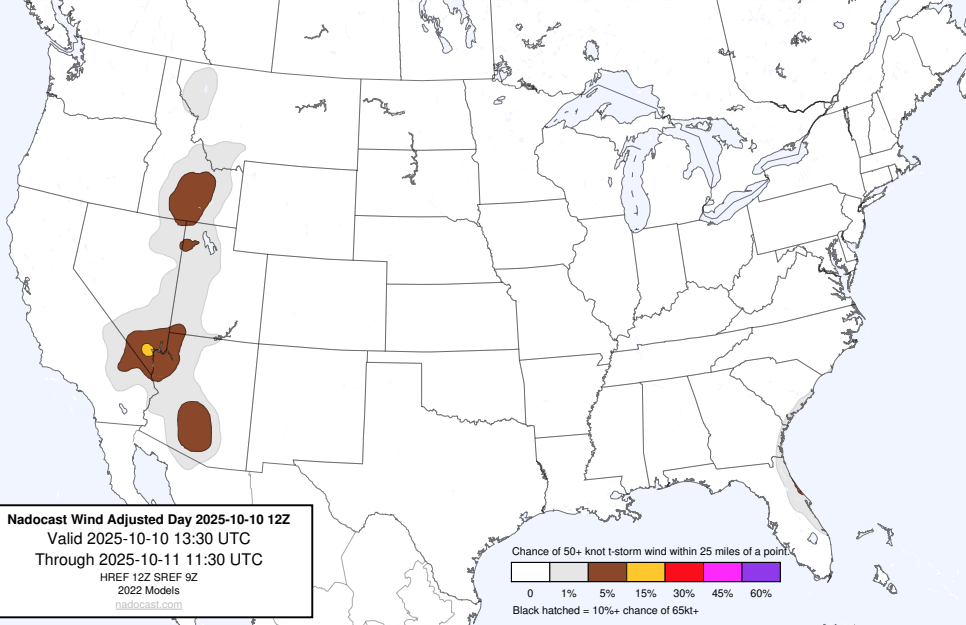 Nadocast Wind Adjusted Day 2025-10-10 12Z
Valid 2025-10-10 13:30 UTC
Through 2025-10-11 11:30 UTC
HREF 12Z SREF 9Z
2022 Models
nadocast.com
Chance of 50+ knot t-storm wind within 25 miles of a point.
0 1% 5% 15% 30% 45% 60%
Black hatched = 10%+ chance of 65kt+